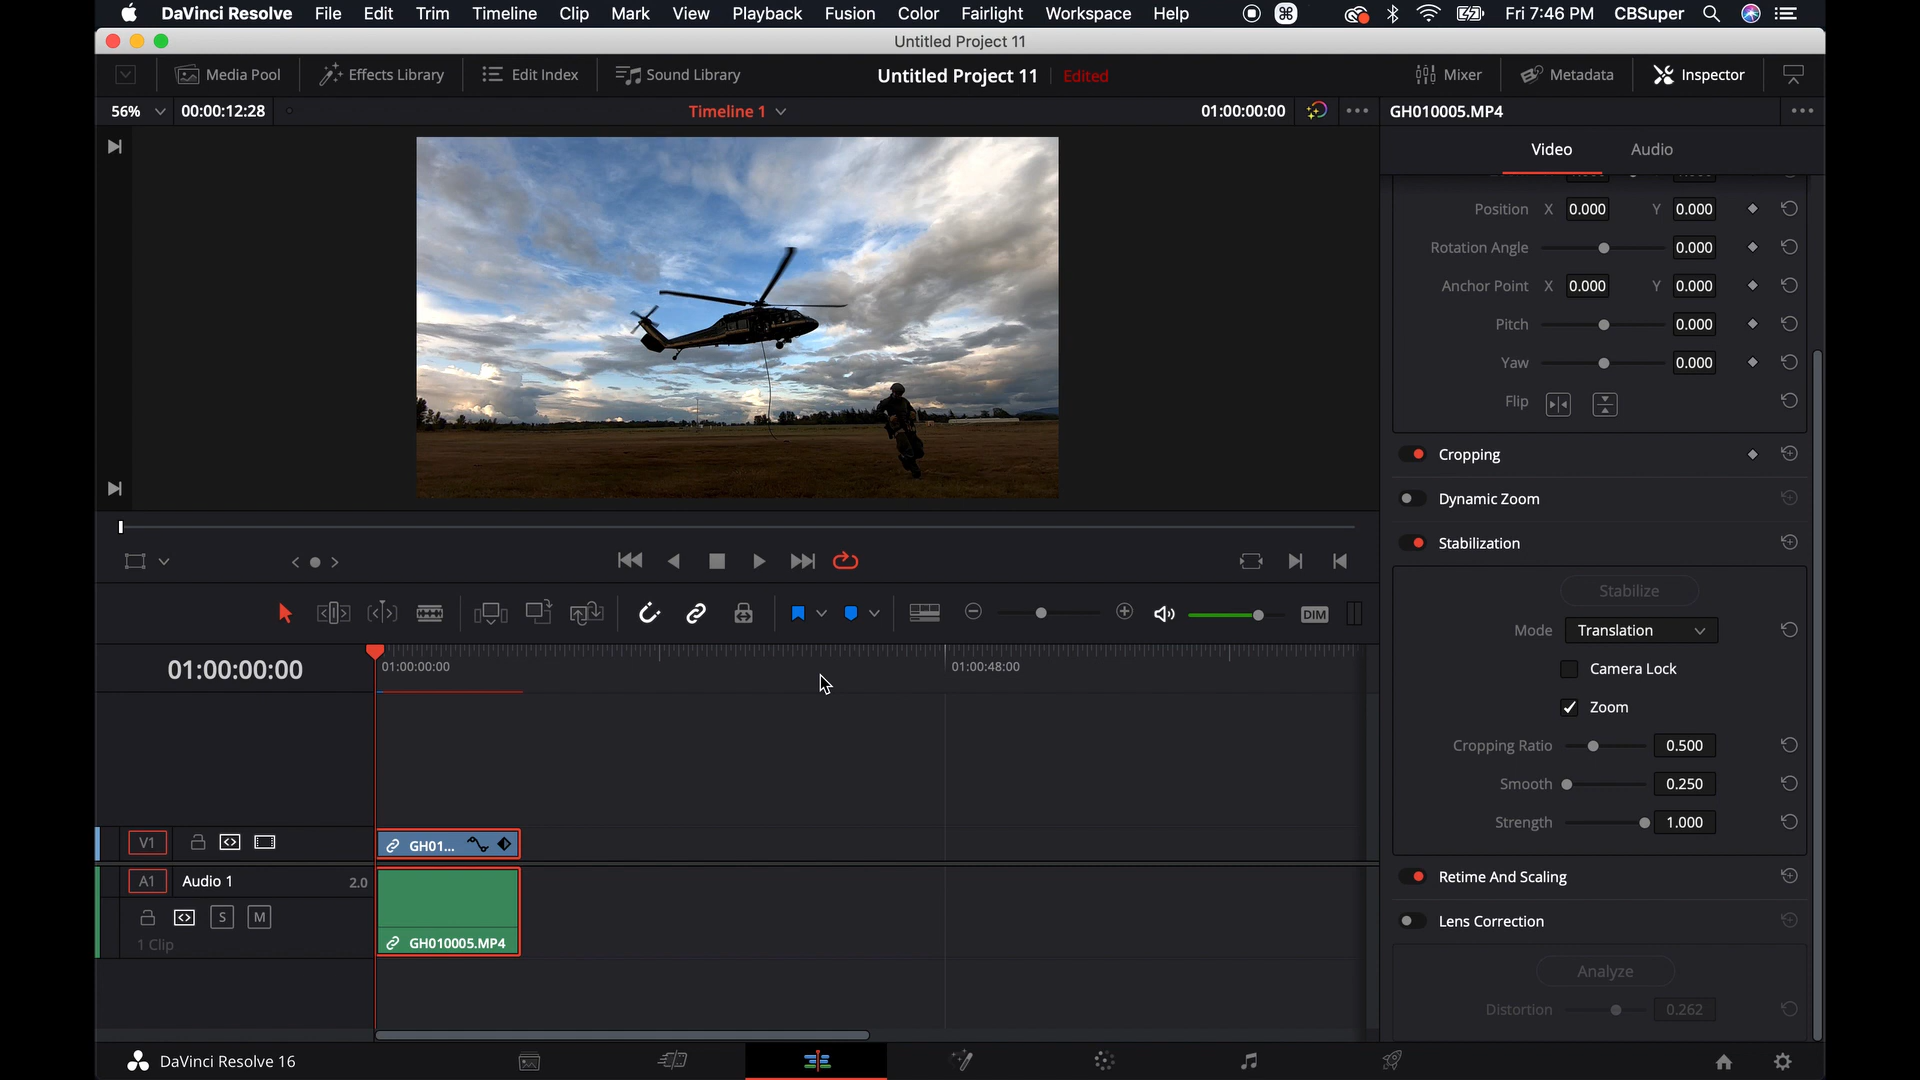 DaVinci Resolve File Edit Trim Timeline Clip Mark View Playback Fusion Color Fairlight Workspace Help Fri 7:46 PM CBSuper
Untitled Project 11
Media Pool Effects Library Edit Index Sound Library Untitled Project 11 Edited Mixer Metadata Inspector
56% 00:00:12:28 Timeline 1 01:00:00:00 GH010005.MP4
Video Audio
Position X 0.000 Y 0.000
Rotation Angle 0.000
Anchor Point X 0.000 Y 0.000
Pitch 0.000
Yaw 0.000
Flip
Cropping
Dynamic Zoom
Stabilization
Stabilize
Mode Translation
Camera Lock
Zoom
Cropping Ratio 0.500
Smooth 0.250
Strength 1.000
Retime And Scaling
Lens Correction
Analyze
Distortion 0.262
DIM
01:00:00:00 01:00:00:00 01:00:48:00
V1 GH01...
A1 Audio 1 2.0
S M
1 Clip GH010005.MP4
DaVinci Resolve 16